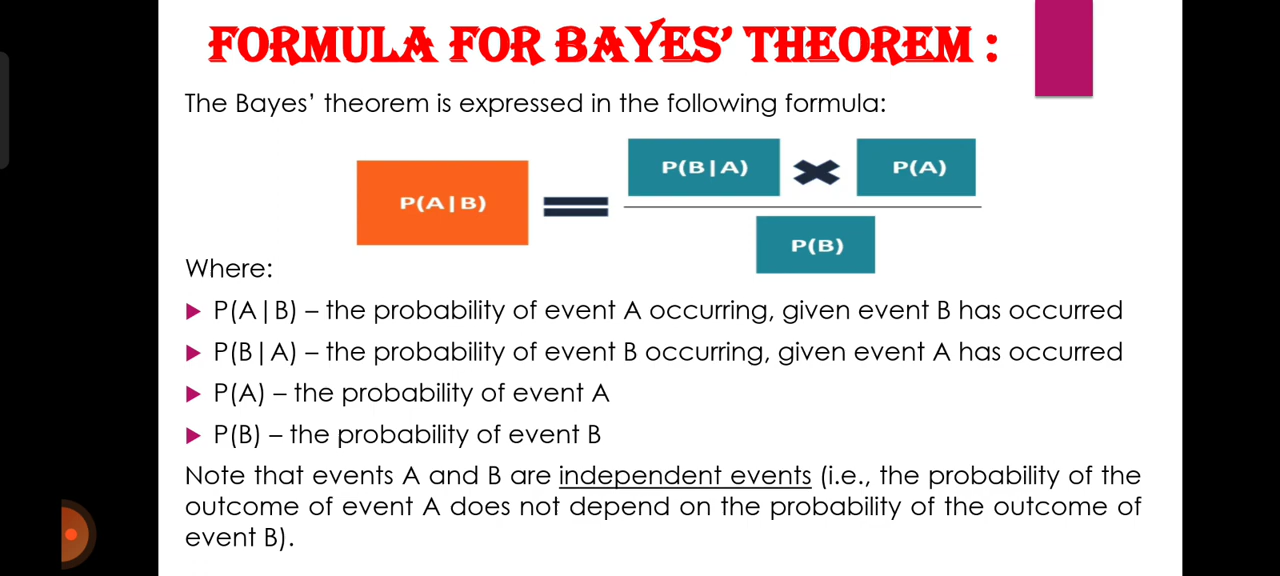 FORMULA FOR BAYES’ THEOREM :
The Bayes’ theorem is expressed in the following formula:
P(A|B) = P(B|A) × P(A)
P(B)
Where:
P(A|B) – the probability of event A occurring, given event B has occurred
P(B|A) – the probability of event B occurring, given event A has occurred
P(A) – the probability of event A
P(B) – the probability of event B
Note that events A and B are independent events (i.e., the probability of the
outcome of event A does not depend on the probability of the outcome of
event B).